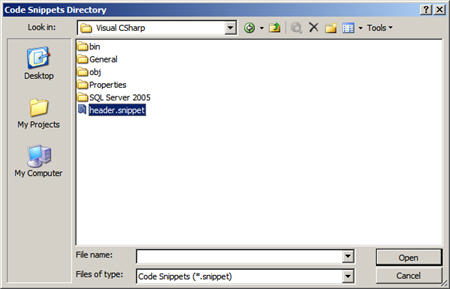 Code Snippets Directory
Look in: Visual CSharp Tools
Desktop
My Projects
My Computer
bin
General
obj
Properties
SQL Server 2005
header.snippet
File name: Open
Files of type: Code Snippets (*.snippet) Cancel